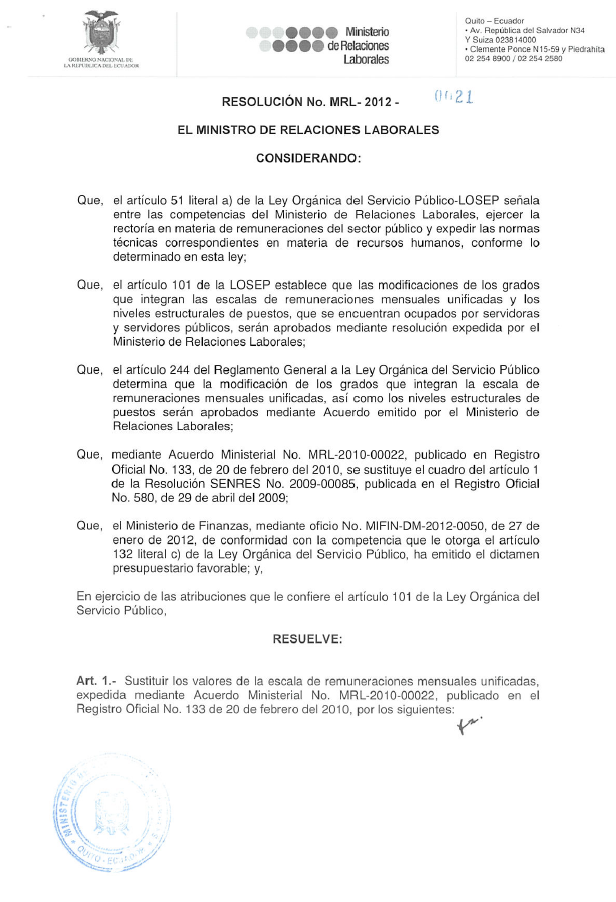 GOBIERNO NACIONAL DE
LA REPUBLICA DEL ECUADOR
Ministerio
de Relaciones
Laborales
Quito – Ecuador
• Av. República del Salvador N34
Y Suiza 023814000
• Clemente Ponce N15-59 y Piedrahita
02 254 8900 / 02 254 2580
RESOLUCIÓN No. MRL- 2012 - 0021
EL MINISTRO DE RELACIONES LABORALES
CONSIDERANDO:
Que, el artículo 51 literal a) de la Ley Orgánica del Servicio Público-LOSEP señala
entre las competencias del Ministerio de Relaciones Laborales, ejercer la
rectoría en materia de remuneraciones del sector público y expedir las normas
técnicas correspondientes en materia de recursos humanos, conforme lo
determinado en esta ley;
Que, el artículo 101 de la LOSEP establece que las modificaciones de los grados
que integran las escalas de remuneraciones mensuales unificadas y los
niveles estructurales de puestos, que se encuentran ocupados por servidoras
y servidores públicos, serán aprobados mediante resolución expedida por el
Ministerio de Relaciones Laborales;
Que, el artículo 244 del Reglamento General a la Ley Orgánica del Servicio Público
determina que la modificación de los grados que integran la escala de
remuneraciones mensuales unificadas, así como los niveles estructurales de
puestos serán aprobados mediante Acuerdo emitido por el Ministerio de
Relaciones Laborales;
Que, mediante Acuerdo Ministerial No. MRL-2010-00022, publicado en Registro
Oficial No. 133, de 20 de febrero del 2010, se sustituye el cuadro del artículo 1
de la Resolución SENRES No. 2009-00085, publicada en el Registro Oficial
No. 580, de 29 de abril del 2009;
Que, el Ministerio de Finanzas, mediante oficio No. MIFIN-DM-2012-0050, de 27 de
enero de 2012, de conformidad con la competencia que le otorga el artículo
132 literal c) de la Ley Orgánica del Servicio Público, ha emitido el dictamen
presupuestario favorable; y,
En ejercicio de las atribuciones que le confiere el artículo 101 de la Ley Orgánica del
Servicio Público,
RESUELVE:
Art. 1.- Sustituir los valores de la escala de remuneraciones mensuales unificadas,
expedida mediante Acuerdo Ministerial No. MRL-2010-00022, publicado en el
Registro Oficial No. 133 de 20 de febrero del 2010, por los siguientes:
MINISTERIO
QUITO - ECUADOR